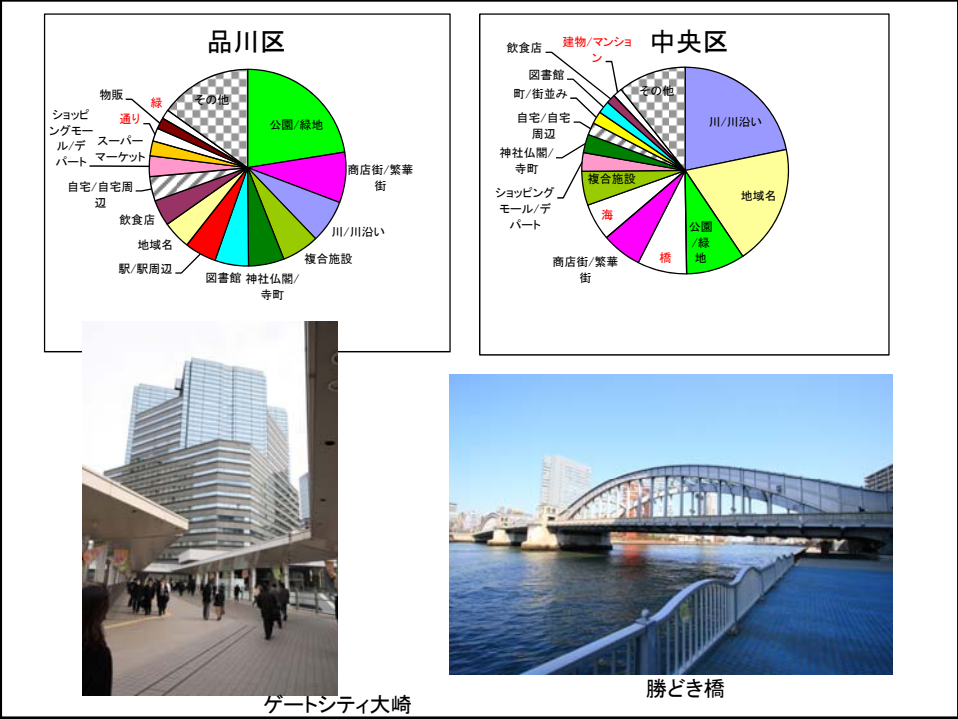 品川区
その他
緑
物販
通り
ショッピ
ングモー
ル/デ
パート
スーパー
マーケット
自宅/自宅周
辺
飲食店
地域名
駅/駅周辺
図書館
神社仏閣/
寺町
複合施設
川/川沿い
商店街/繁華
街
公園/緑地
中央区
建物/マンショ
ン
飲食店
その他
図書館
町/街並み
自宅/自宅
周辺
神社仏閣/
寺町
ショッピング
モール/デ
パート
複合施設
海
商店街/繁華
街
橋
公園
/緑
地
地域名
川/川沿い
ゲートシティ大崎
勝どき橋